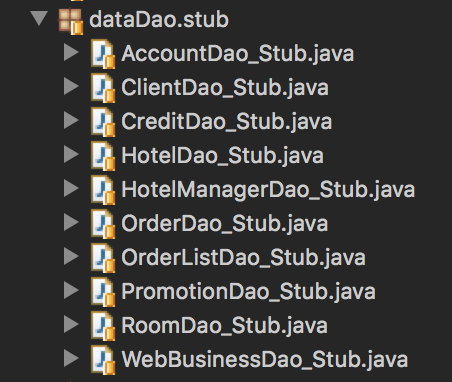 dataDao.stub
AccountDao_Stub.java
ClientDao_Stub.java
CreditDao_Stub.java
HotelDao_Stub.java
HotelManagerDao_Stub.java
OrderDao_Stub.java
OrderListDao_Stub.java
PromotionDao_Stub.java
RoomDao_Stub.java
WebBusinessDao_Stub.java